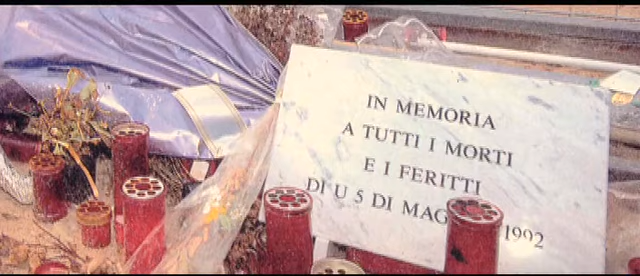 IN MEMORIA
A TUTTI I MORTI
E I FERITTI
DI U 5 DI MAG 1992